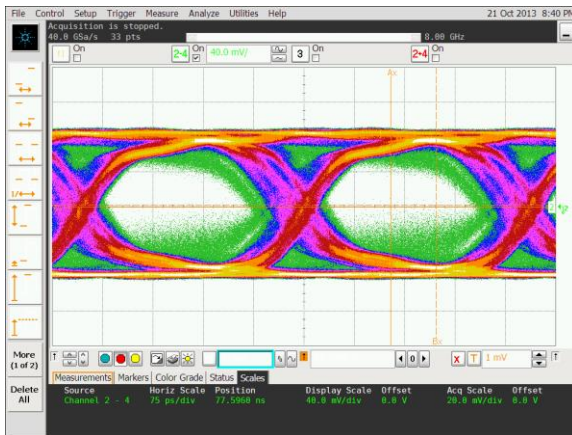 File Control Setup Trigger Measure Analyze Utilities Help 21 Oct 2013 8:40 PM
Acquisition is stopped.
40.0 GSa/s 33 pts 8.00 GHz
On 2-4 On 40.0 mV/ 3 On 2-4 On
Ax
Bx
1/
More
(1 of 2)
Delete
All
0 X T 1 mV
Measurements Markers Color Grade Status Scales
Source Horiz Scale Position Display Scale Offset Acq Scale Offset
Channel 2 - 4 75 ps/div 77.5960 ns 40.0 mV/div 0.0 V 20.0 mV/div 0.0 V